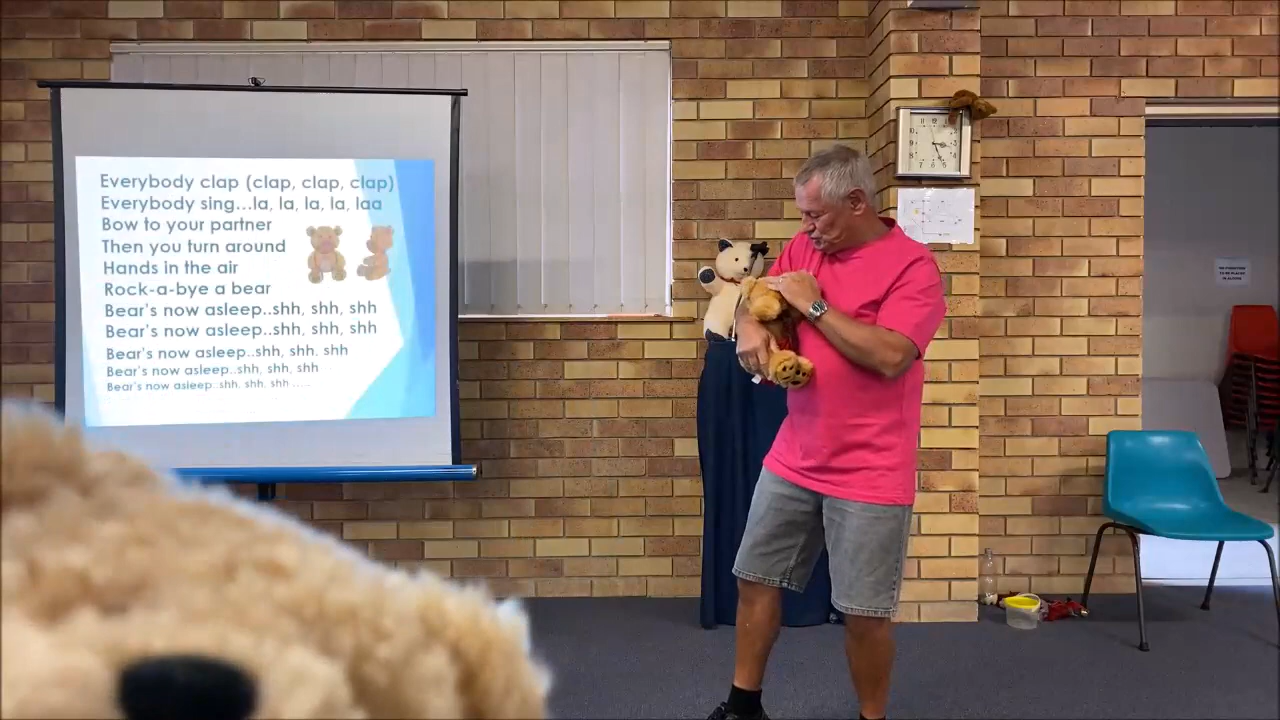 Everybody clap (clap, clap, clap)
Everybody sing...la, la, la, la, laa
Bow to your partner
Then you turn around
Hands in the air
Rock-a-bye a bear
Bear's now asleep..shh, shh, shh
Bear's now asleep..shh, shh, shh
Bear's now asleep..shh, shh, shh
Bear's now asleep..shh, shh, shh
Bear's now asleep..shh, shh, shh .....